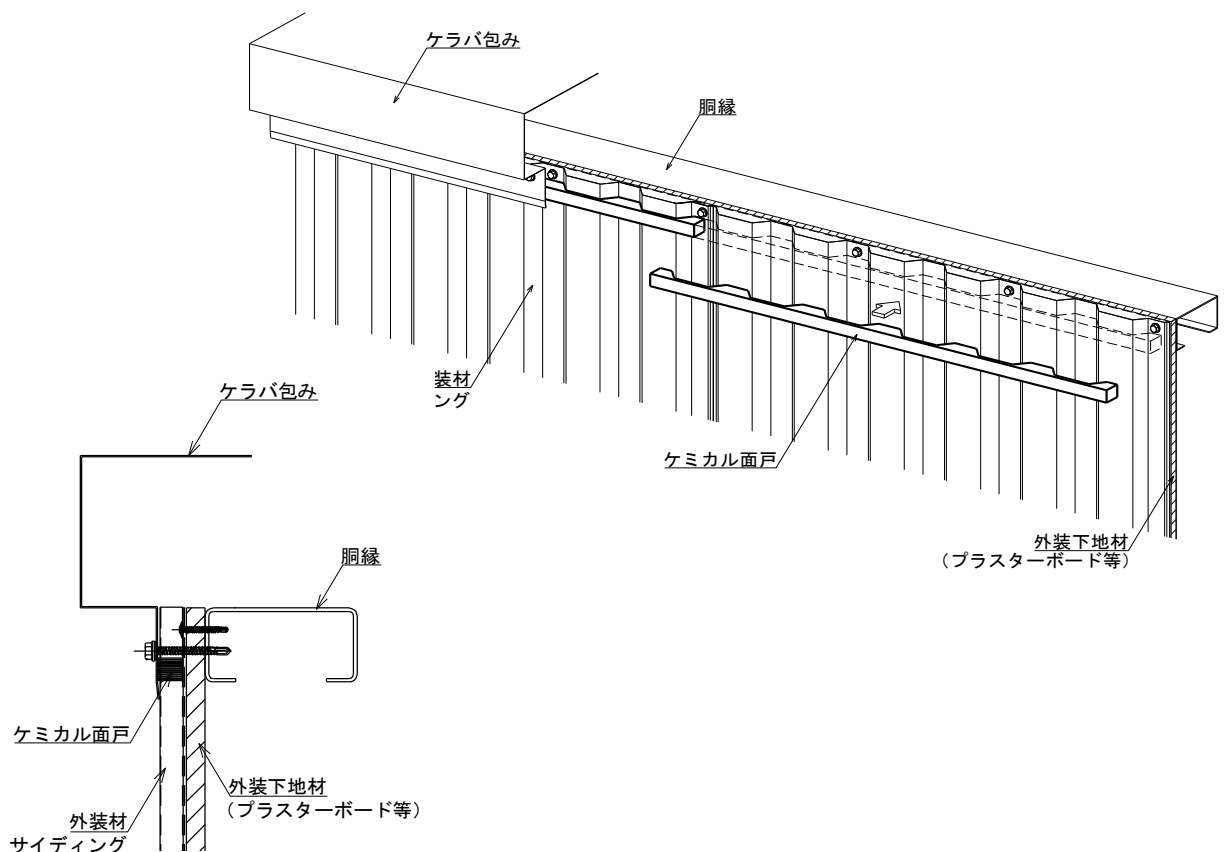 ケラバ包み
胴縁
装材
ング
ケミカル面戸
外装下地材
（プラスターボード等）
ケラバ包み
胴縁
ケミカル面戸
外装下地材
（プラスターボード等）
外装材
サイディング